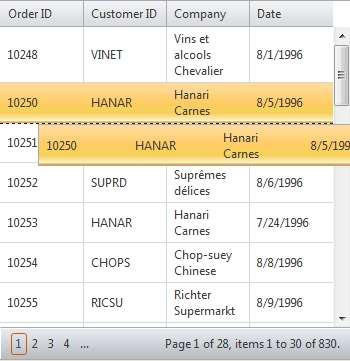 Order ID Customer ID Company Date
10248 VINET Vins et alcools Chevalier 8/1/1996
10250 HANAR Hanari Carnes 8/5/1996
10251
10250 HANAR Hanari Carnes 8/5/199
10252 SUPRD Suprêmes délices 8/6/1996
10253 HANAR Hanari Carnes 7/24/1996
10254 CHOPS Chop-suey Chinese 8/8/1996
10255 RICSU Richter Supermarkt 8/9/1996
1 2 3 4 ... Page 1 of 28, items 1 to 30 of 830.